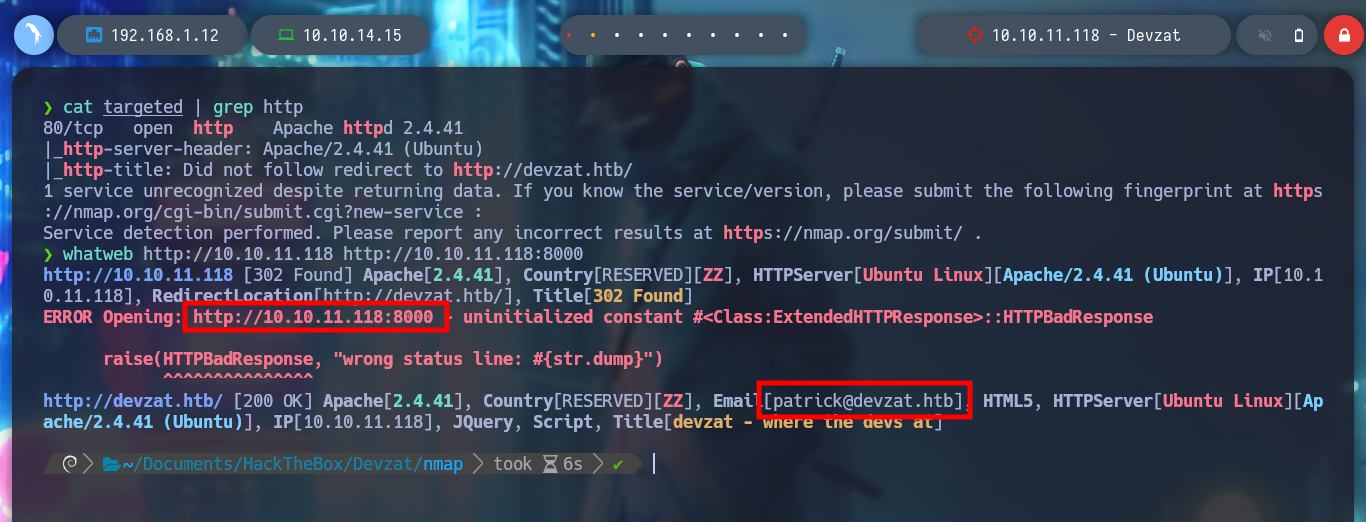 192.168.1.12 10.10.14.15 10.10.11.118 - Devzat
❯ cat targeted | grep http
80/tcp   open  http    Apache httpd 2.4.41
|_http-server-header: Apache/2.4.41 (Ubuntu)
|_http-title: Did not follow redirect to http://devzat.htb/
1 service unrecognized despite returning data. If you know the service/version, please submit the following fingerprint at https
://nmap.org/cgi-bin/submit.cgi?new-service :
Service detection performed. Please report any incorrect results at https://nmap.org/submit/ .
❯ whatweb http://10.10.11.118 http://10.10.11.118:8000
http://10.10.11.118 [302 Found] Apache[2.4.41], Country[RESERVED][ZZ], HTTPServer[Ubuntu Linux][Apache/2.4.41 (Ubuntu)], IP[10.1
0.11.118], RedirectLocation[http://devzat.htb/], Title[302 Found]
ERROR Opening: http://10.10.11.118:8000 - uninitialized constant #<Class:ExtendedHTTPResponse>::HTTPBadResponse
raise(HTTPBadResponse, "wrong status line: #{str.dump}")
^^^^^^^^^^^^^^^
http://devzat.htb/ [200 OK] Apache[2.4.41], Country[RESERVED][ZZ], Email[patrick@devzat.htb], HTML5, HTTPServer[Ubuntu Linux][Ap
ache/2.4.41 (Ubuntu)], IP[10.10.11.118], JQuery, Script, Title[devzat - where the devs at]
~/Documents/HackTheBox/Devzat/nmap took 6s ✔